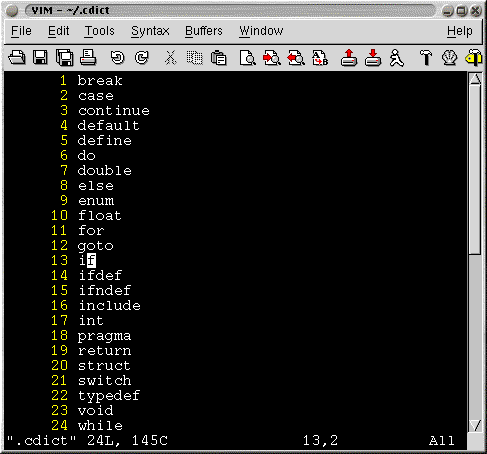 VIM - ~/.cdict
File Edit Tools Syntax Buffers Window Help
1 break
2 case
3 continue
4 default
5 define
6 do
7 double
8 else
9 enum
10 float
11 for
12 goto
13 if
14 ifdef
15 ifndef
16 include
17 int
18 pragma
19 return
20 struct
21 switch
22 typedef
23 void
24 while
".cdict" 24L, 145C 13,2 All